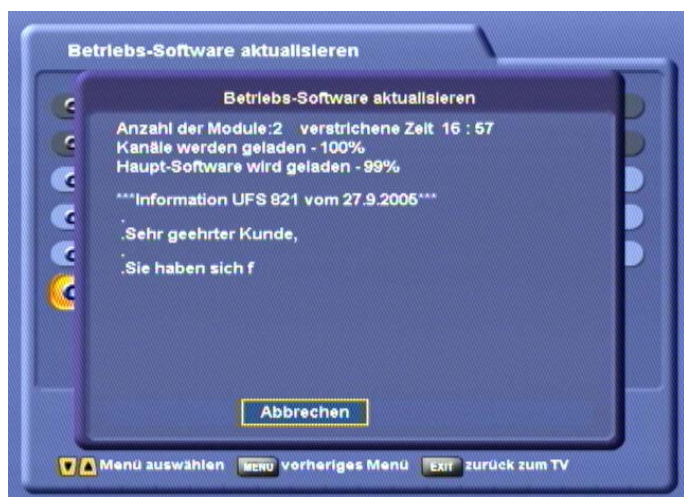 Betriebs-Software aktualisieren
Betriebs-Software aktualisieren
Anzahl der Module:2 verstrichene Zeit 16 : 57
Kanäle werden geladen - 100%
Haupt-Software wird geladen - 99%
***Information UFS 821 vom 27.9.2005***
.
.Sehr geehrter Kunde,
.
.Sie haben sich f
Abbrechen
Menü auswählen MENU vorheriges Menü EXIT zurück zum TV